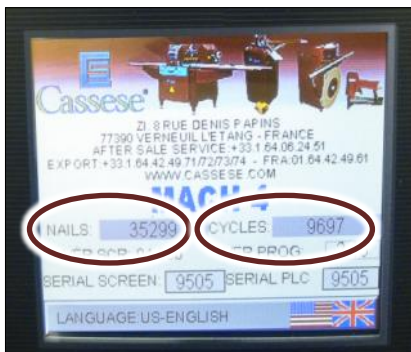 Cassese
Z.I. 8 RUE DENIS PAPINS
77390 VERNEUIL L'ETANG - FRANCE
AFTER SALE SERVICE:+33.1.64.06.24.51
EXPORT:+33.1.64.42.49.71/72/73/74 - FRA:01.64.42.49.61
WWW.CASSESE.COM
NAILS: 35299 CYCLES: 9697
SERIAL SCREEN: 9505 SERIAL PLC 9505
LANGUAGE:US-ENGLISH